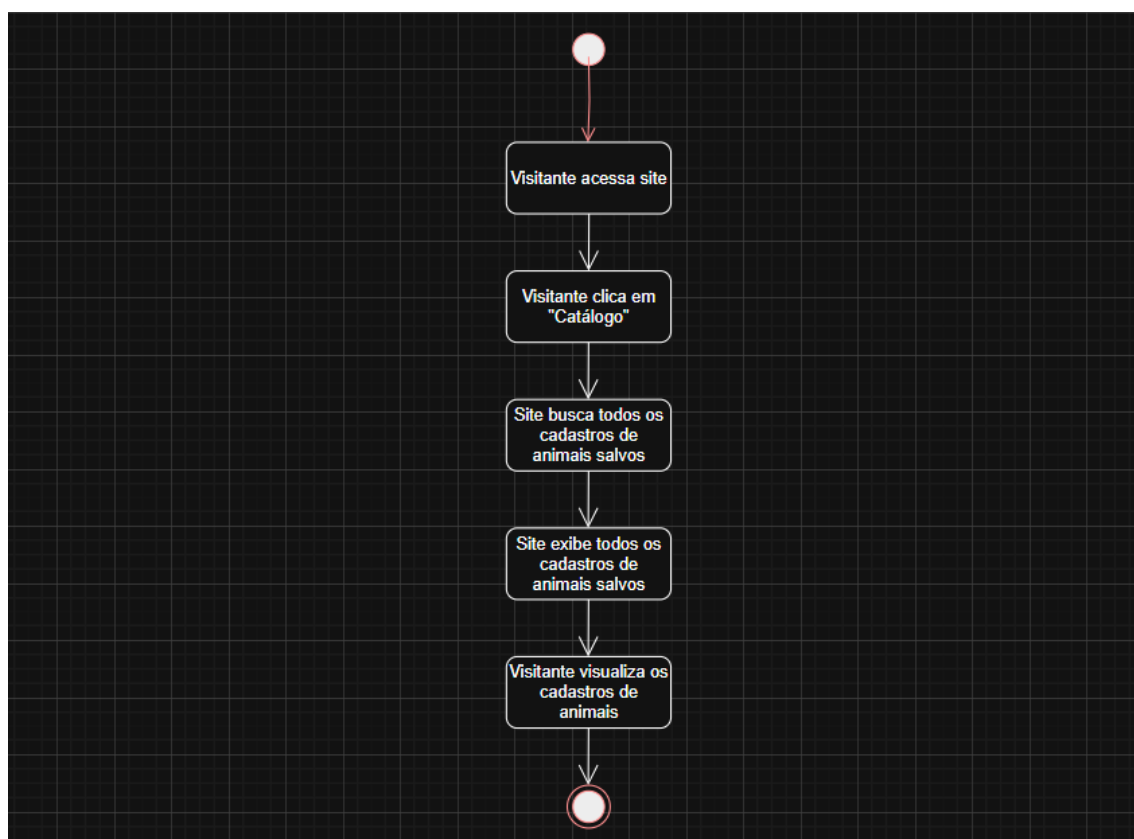 Visitante acessa site
Visitante clica em
"Catálogo"
Site busca todos os
cadastros de
animais salvos
Site exibe todos os
cadastros de
animais salvos
Visitante visualiza os
cadastros de
animais